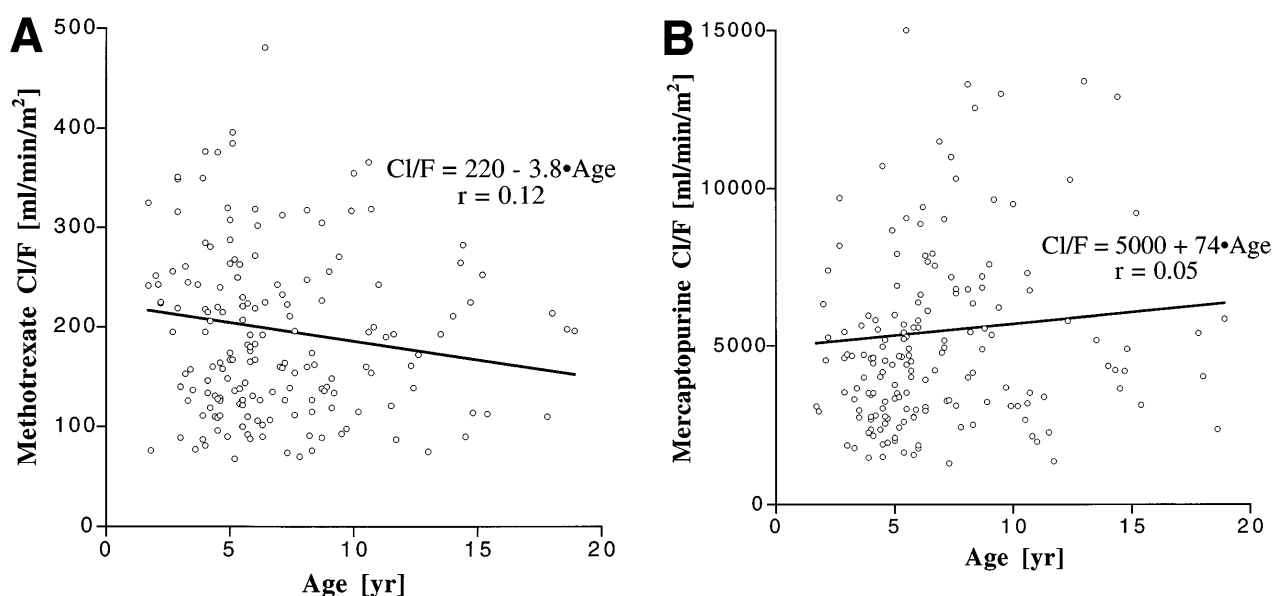 A
Methotrexate Cl/F [ml/min/m²]
500
400
300
200
100
0
Cl/F = 220 - 3.8•Age
r = 0.12
0 5 10 15 20
Age [yr]
B
Mercaptopurine Cl/F [ml/min/m²]
15000
10000
5000
0
Cl/F = 5000 + 74•Age
r = 0.05
0 5 10 15 20
Age [yr]